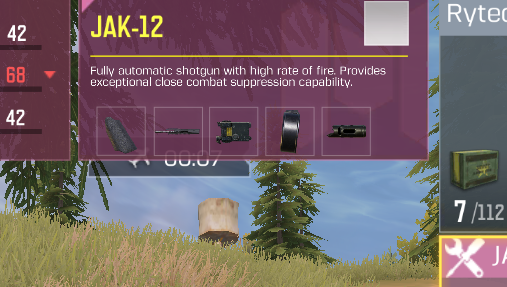 42
68
42
JAK-12
Fully automatic shotgun with high rate of fire. Provides
exceptional close combat suppression capability.
Rytec
7/112
JA